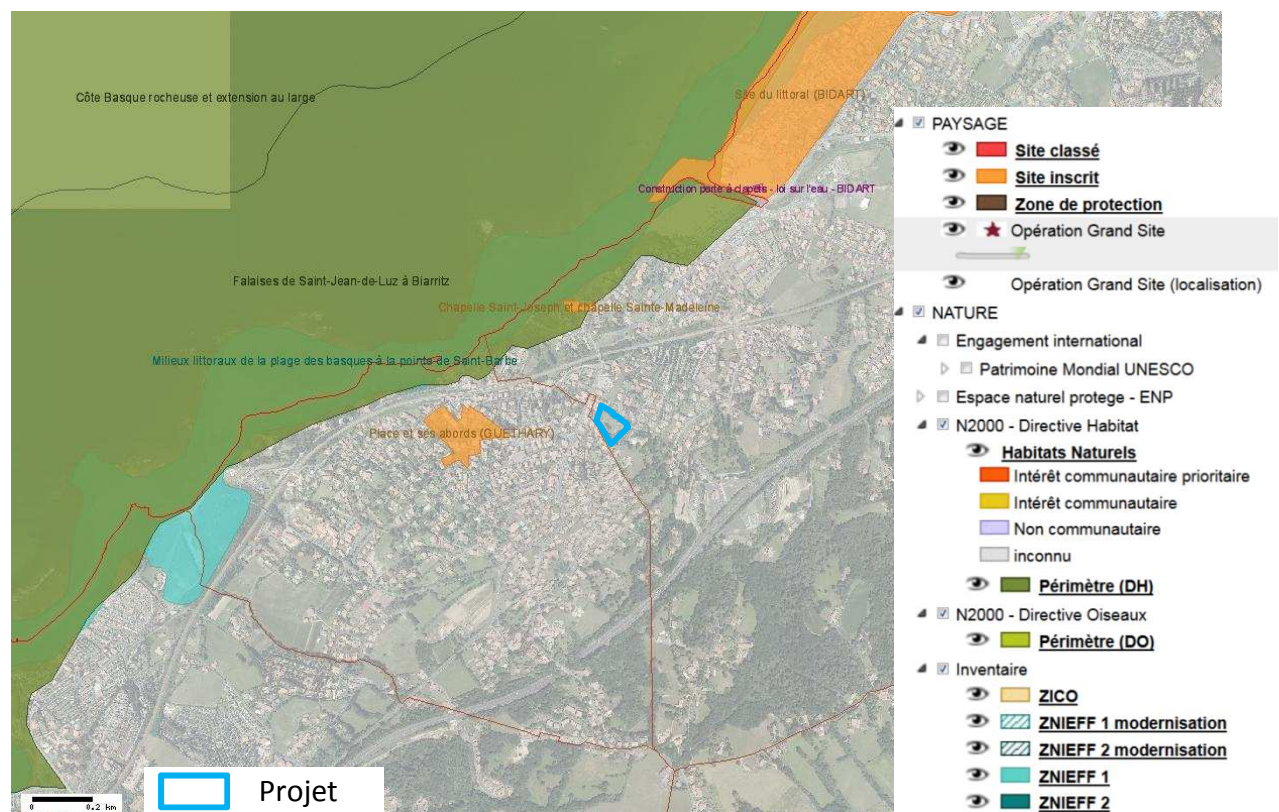 Côte Basque rocheuse et extension au large
Site du littoral (BIDART)
Construction porte à clapets - loi sur l'eau - BIDART
Falaises de Saint-Jean-de-Luz à Biarritz
Chapelle Saint-Joseph et chapelle Sainte-Madeleine
Milieux littoraux de la plage des basques à la pointe de Saint-Barbe
Place et ses abords (GUETHARY)
0 0.2 km
Projet
PAYSAGE
Site classé
Site inscrit
Zone de protection
Opération Grand Site
Opération Grand Site (localisation)
NATURE
Engagement international
Patrimoine Mondial UNESCO
Espace naturel protege - ENP
N2000 - Directive Habitat
Habitats Naturels
Intérêt communautaire prioritaire
Intérêt communautaire
Non communautaire
inconnu
Périmètre (DH)
N2000 - Directive Oiseaux
Périmètre (DO)
Inventaire
ZICO
ZNIEFF 1 modernisation
ZNIEFF 2 modernisation
ZNIEFF 1
ZNIEFF 2